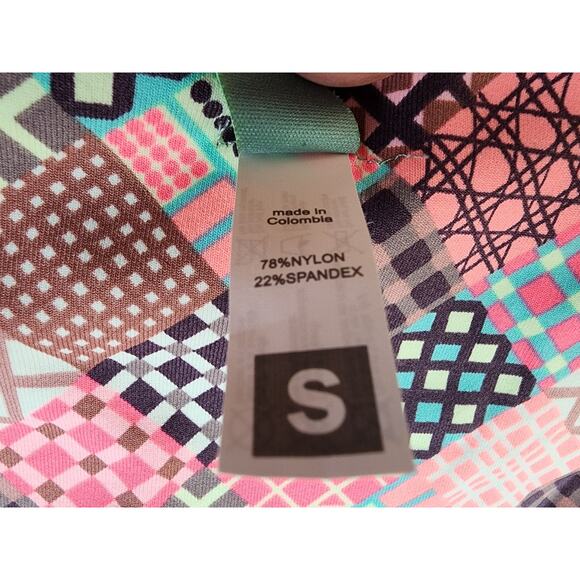 made in
Colombia
78%NYLON
22%SPANDEX
S